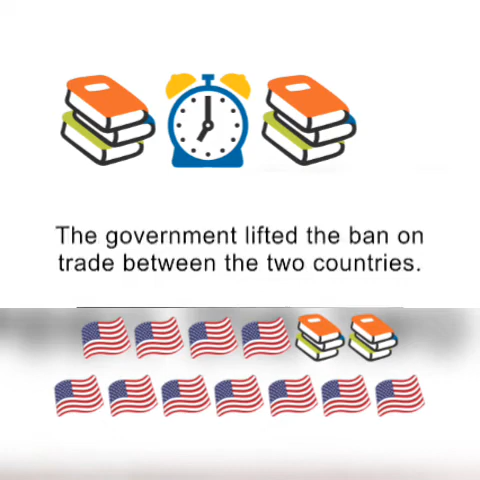 The government lifted the ban on
trade between the two countries.